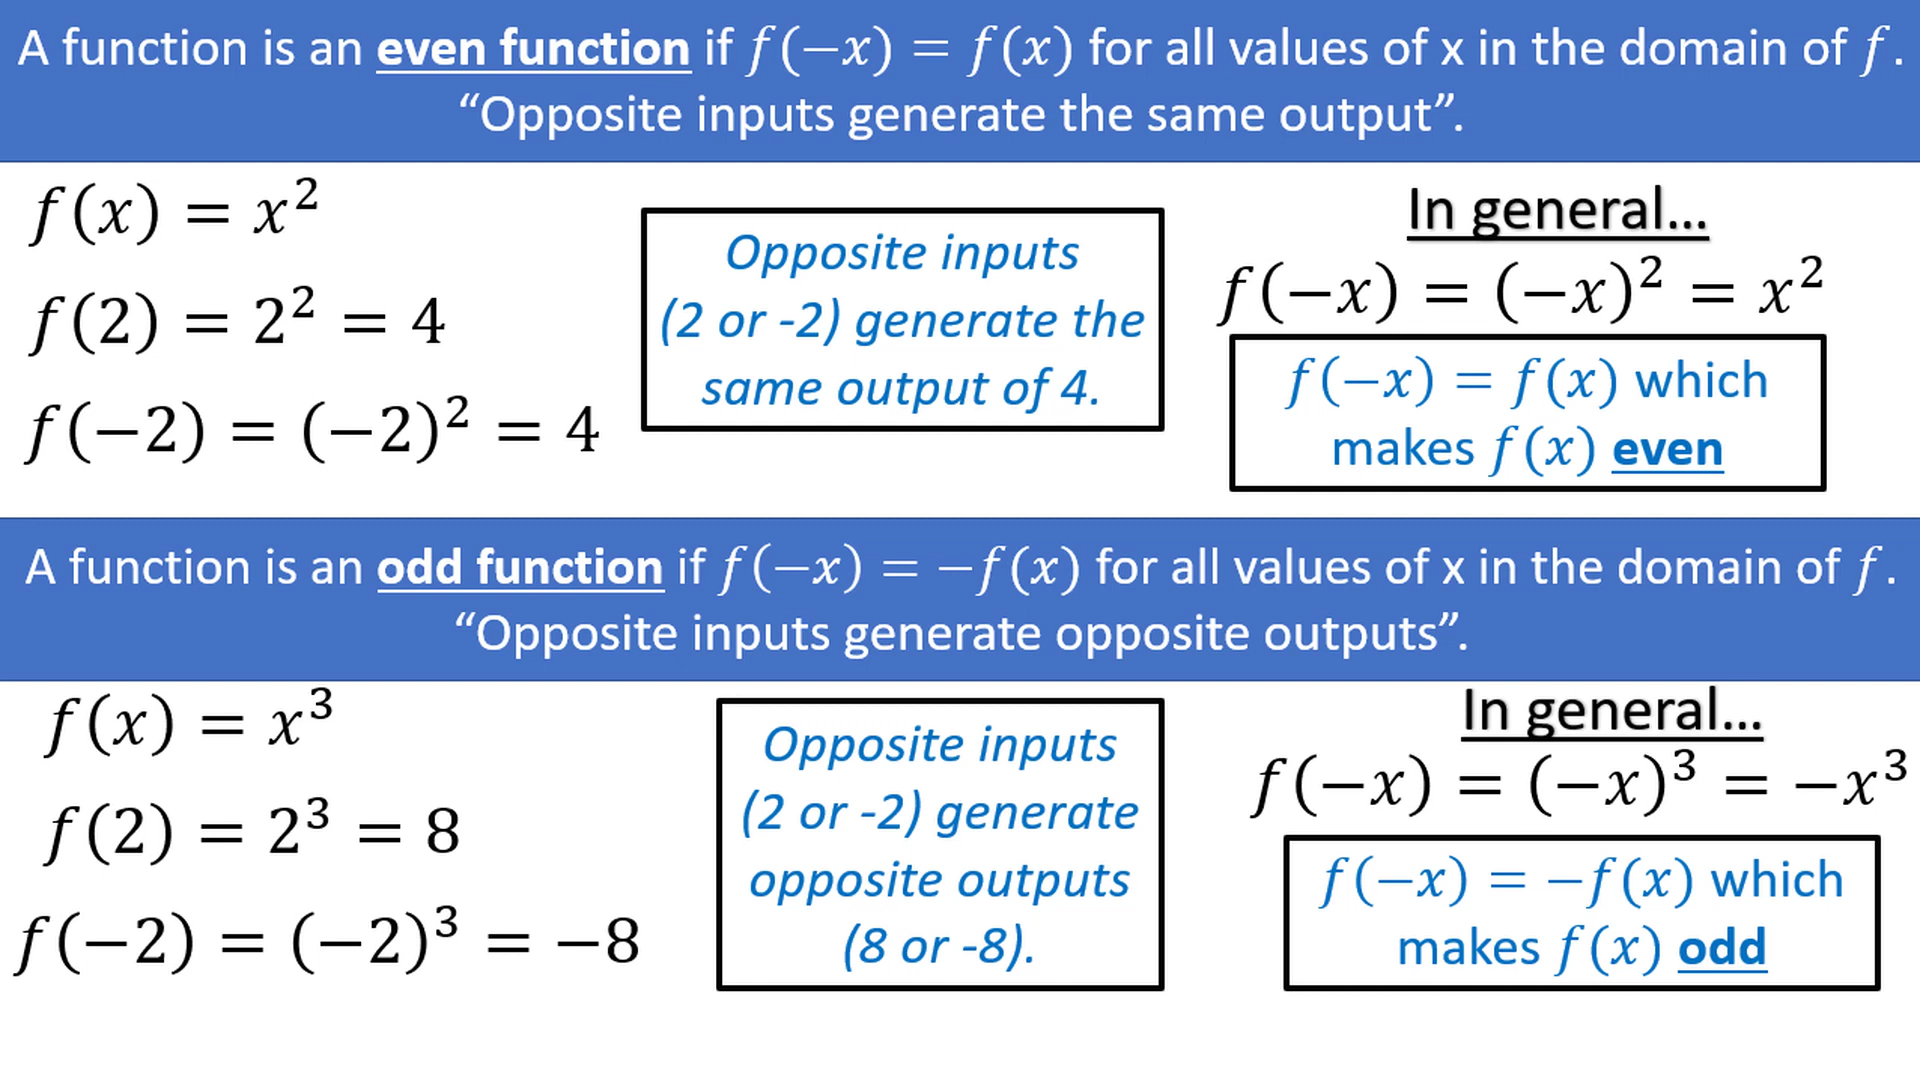 A function is an even function if f(−x) = f(x) for all values of x in the domain of f.
“Opposite inputs generate the same output”.
f(x) = x²
f(2) = 2² = 4
f(−2) = (−2)² = 4
Opposite inputs
(2 or -2) generate the
same output of 4.
In general...
f(−x) = (−x)² = x²
f(−x) = f(x) which
makes f(x) even
A function is an odd function if f(−x) = −f(x) for all values of x in the domain of f.
“Opposite inputs generate opposite outputs”.
f(x) = x³
f(2) = 2³ = 8
f(−2) = (−2)³ = −8
Opposite inputs
(2 or -2) generate
opposite outputs
(8 or -8).
In general...
f(−x) = (−x)³ = −x³
f(−x) = −f(x) which
makes f(x) odd